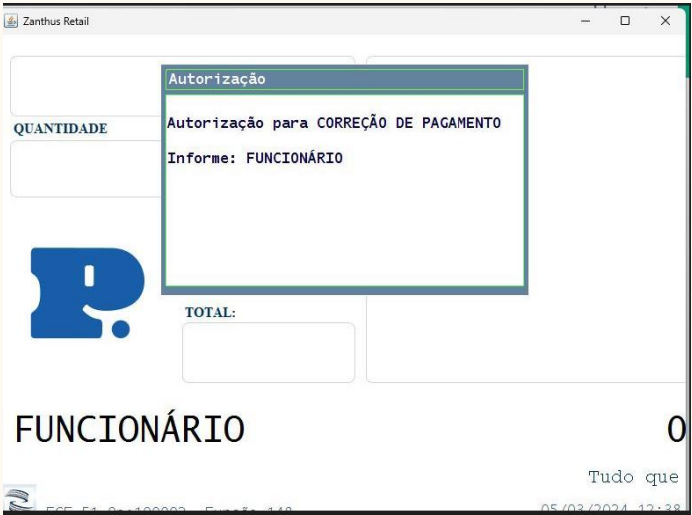 Zanthus Retail
Autorização
Autorização para CORREÇÃO DE PAGAMENTO
QUANTIDADE
Informe: FUNCIONÁRIO
P.
TOTAL:
FUNCIONÁRIO 0
Tudo que
05/03/2024 12:38